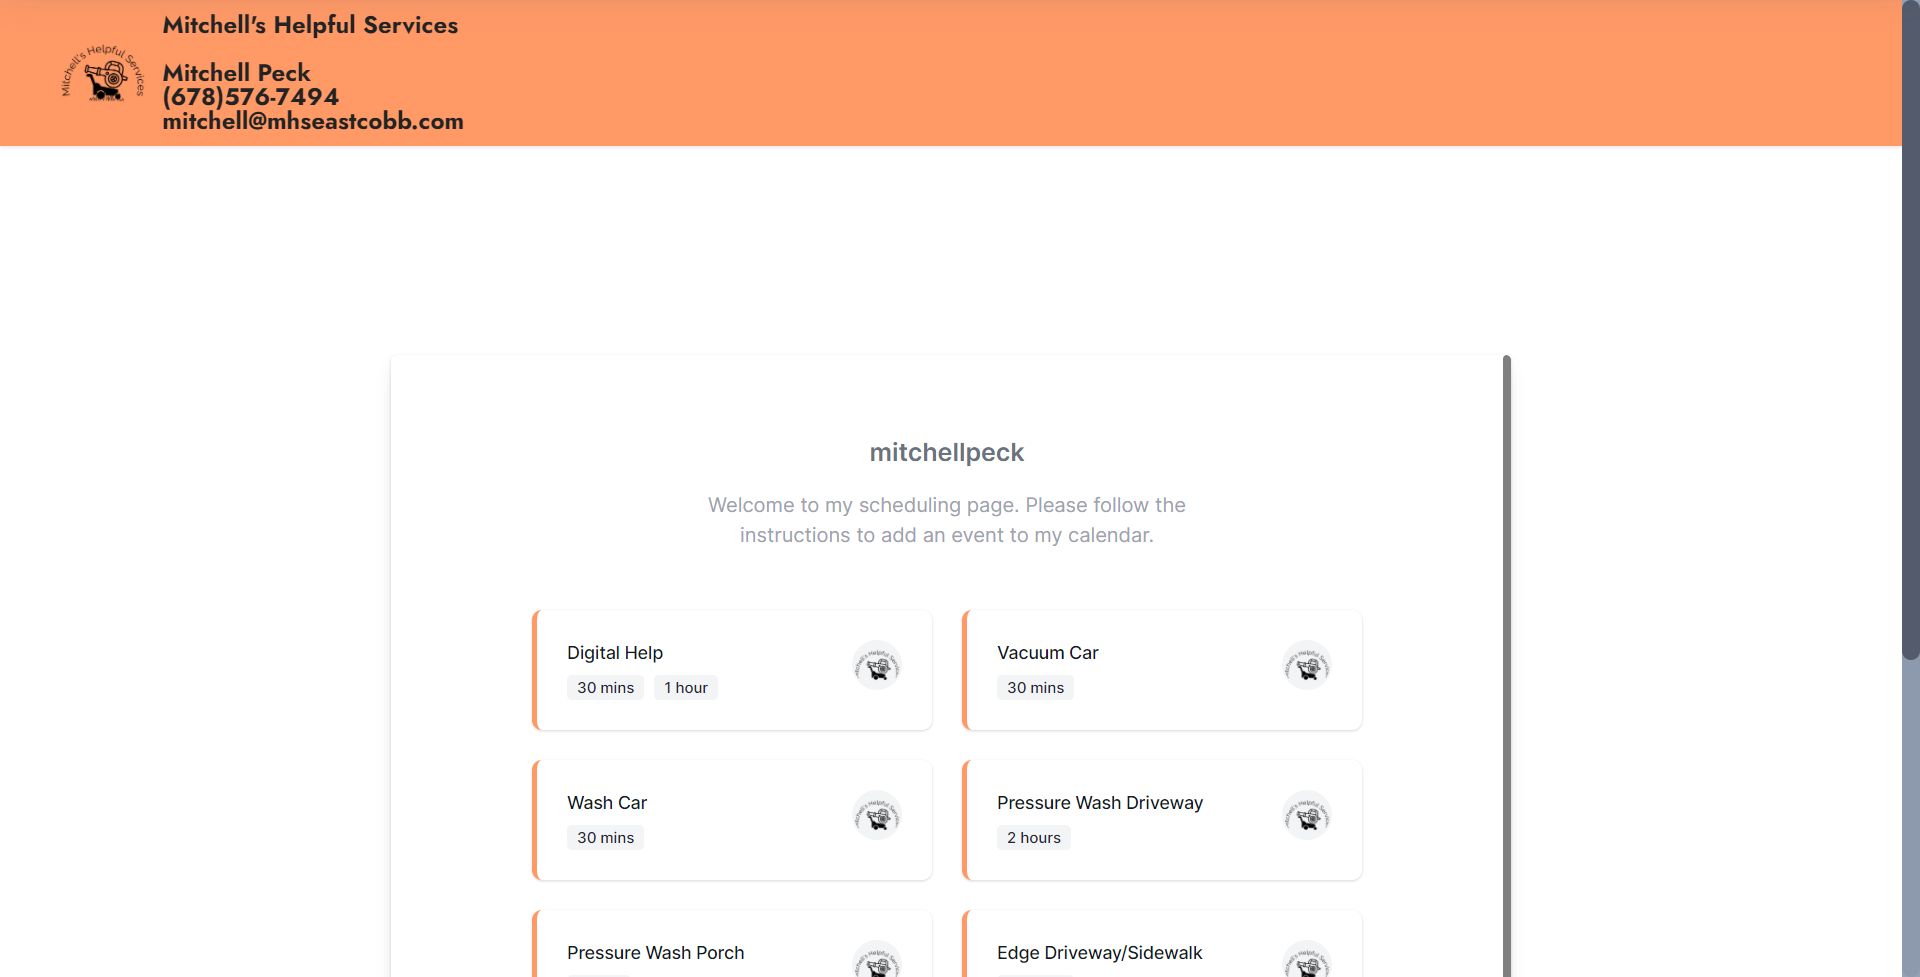 Mitchell's Helpful Services
Mitchell's Helpful Services
Mitchell Peck
(678)576-7494
mitchell@mhseastcobb.com
mitchellpeck
Welcome to my scheduling page. Please follow the
instructions to add an event to my calendar.
Digital Help
30 mins 1 hour
Vacuum Car
30 mins
Wash Car
30 mins
Pressure Wash Driveway
2 hours
Pressure Wash Porch
Edge Driveway/Sidewalk